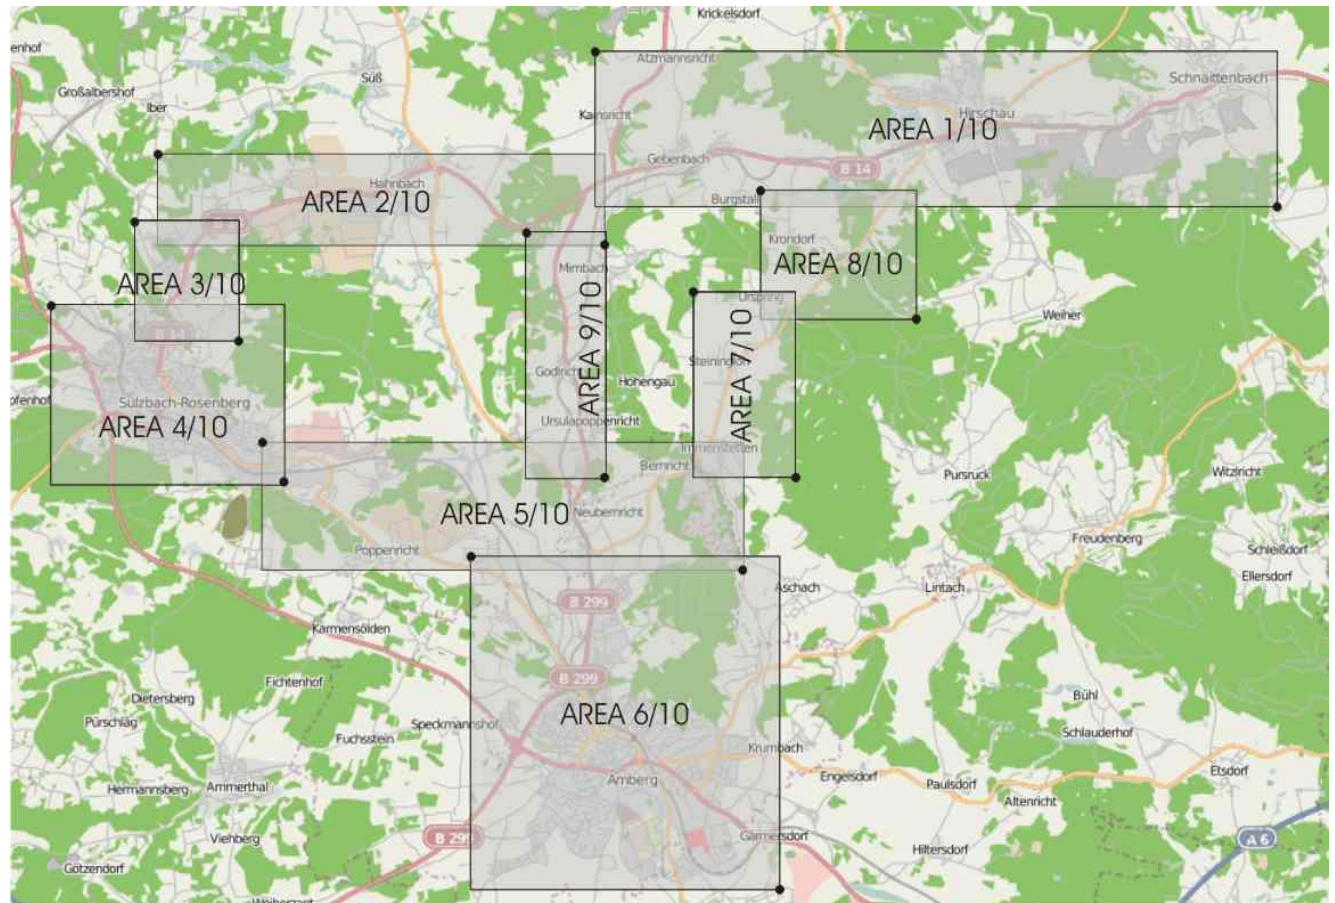 Krickelsdorf
Atzmannsricht
Süß
Schnaittenbach
Großalbershof
Iber
Kainsricht
Hirschau
AREA 1/10
Gebenbach
B 14
Hahnbach
AREA 2/10
Burgstall
Krondorf
AREA 8/10
Mimbach
AREA 3/10
Urspring
Weiher
B 14
AREA 9/10
AREA 7/10
Hohengau
Sulzbach-Rosenberg
AREA 4/10
Ursulapoppenricht
Immenstetten
Bernricht
Pursruck
Witzlricht
AREA 5/10
Neubernricht
Poppenricht
Freudenberg
Schleißdorf
Ellersdorf
Aschach
Lintach
B 299
Karmensölden
B 299
Fichtenhof
Dietersberg
Bühl
Pürschläg
Speckmannshof
AREA 6/10
Fuchsstein
Schlauderhof
Krumbach
Amberg
Engelsdorf
Paulsdorf
Etsdorf
Hermannsberg
Ammerthal
Altenricht
Viehberg
B 299
Gärmersdorf
Hiltersdorf
A 6
Götzendorf